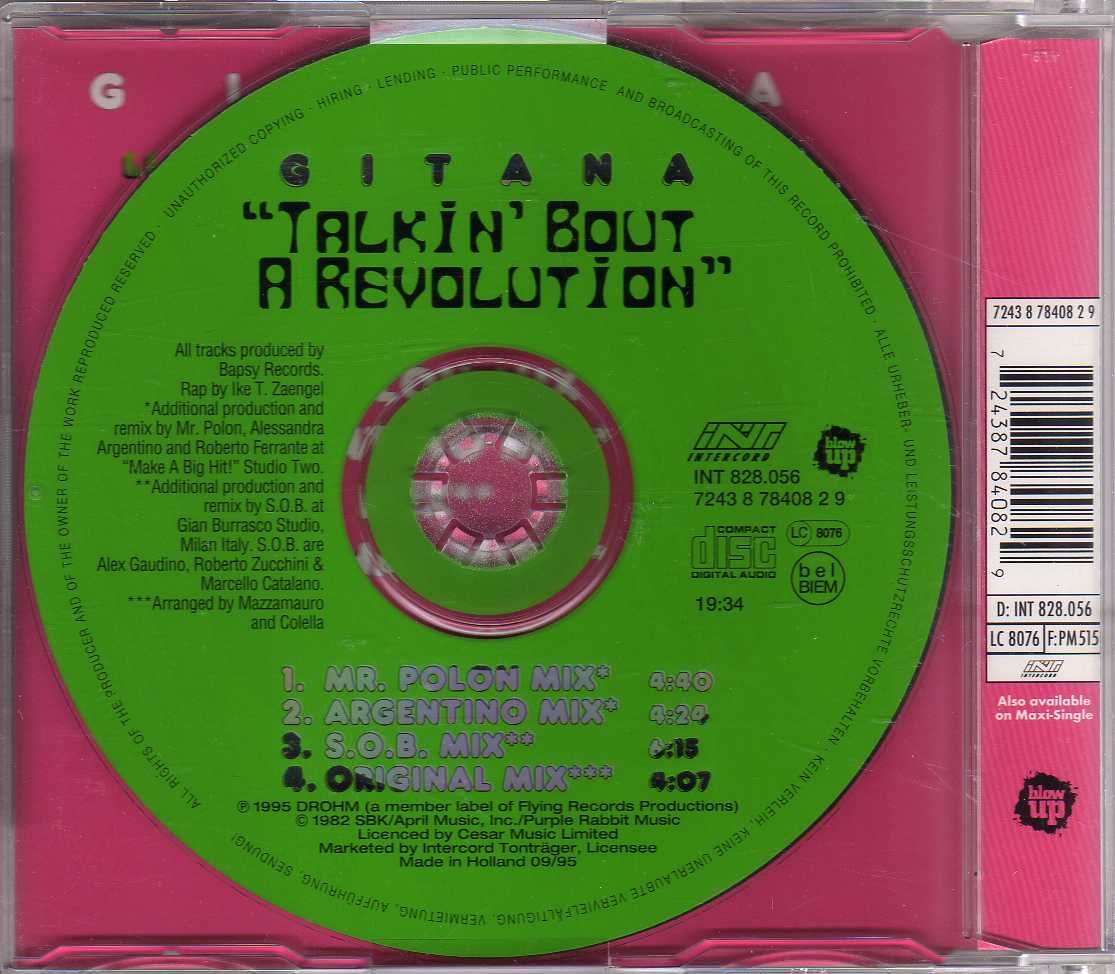 G I A
G I T A N A
“TALKIN' BOUT
A REVOLUTION”
All tracks produced by
Bapsy Records.
Rap by Ike T. Zaengel
*Additional production and
remix by Mr. Polon, Alessandra
Argentino and Roberto Ferrante at
“Make A Big Hit!” Studio Two.
**Additional production and
remix by S.O.B. at
Gian Burrasco Studio,
Milan Italy. S.O.B. are
Alex Gaudino, Roberto Zucchini &
Marcello Catalano.
***Arranged by Mazzamauro
and Colella
INT
INTERCORD
blow
up
INT 828.056
7243 8 78408 2 9
COMPACT
disc
DIGITAL AUDIO
LC 8076
bel
BIEM
19:34
1. MR. POLON MIX* 4:40
2. ARGENTINO MIX* 4:24
3. S.O.B. MIX** 6:15
4. ORIGINAL MIX*** 4:07
℗ 1995 DROHM (a member label of Flying Records Productions)
© 1982 SBK/April Music, Inc./Purple Rabbit Music
Licenced by Cesar Music Limited
Marketed by Intercord Tonträger, Licensee
Made in Holland 09/95
ALL RIGHTS OF THE PRODUCER AND OF THE OWNER OF THE WORK REPRODUCED RESERVED · UNAUTHORIZED COPYING · HIRING · LENDING · PUBLIC PERFORMANCE AND BROADCASTING OF THIS RECORD PROHIBITED · ALLE URHEBER- UND LEISTUNGSSCHUTZRECHTE VORBEHALTEN · KEIN VERLEIH, KEINE UNERLAUBTE VERVIELFÄLTIGUNG, VERMIETUNG, AUFFÜHRUNG, SENDUNG!
7243 8 78408 2 9
7 24387 84082 9
D: INT 828.056
LC 8076 F:PM515
INT
INTERCORD
Also available
on Maxi-Single
blow
up